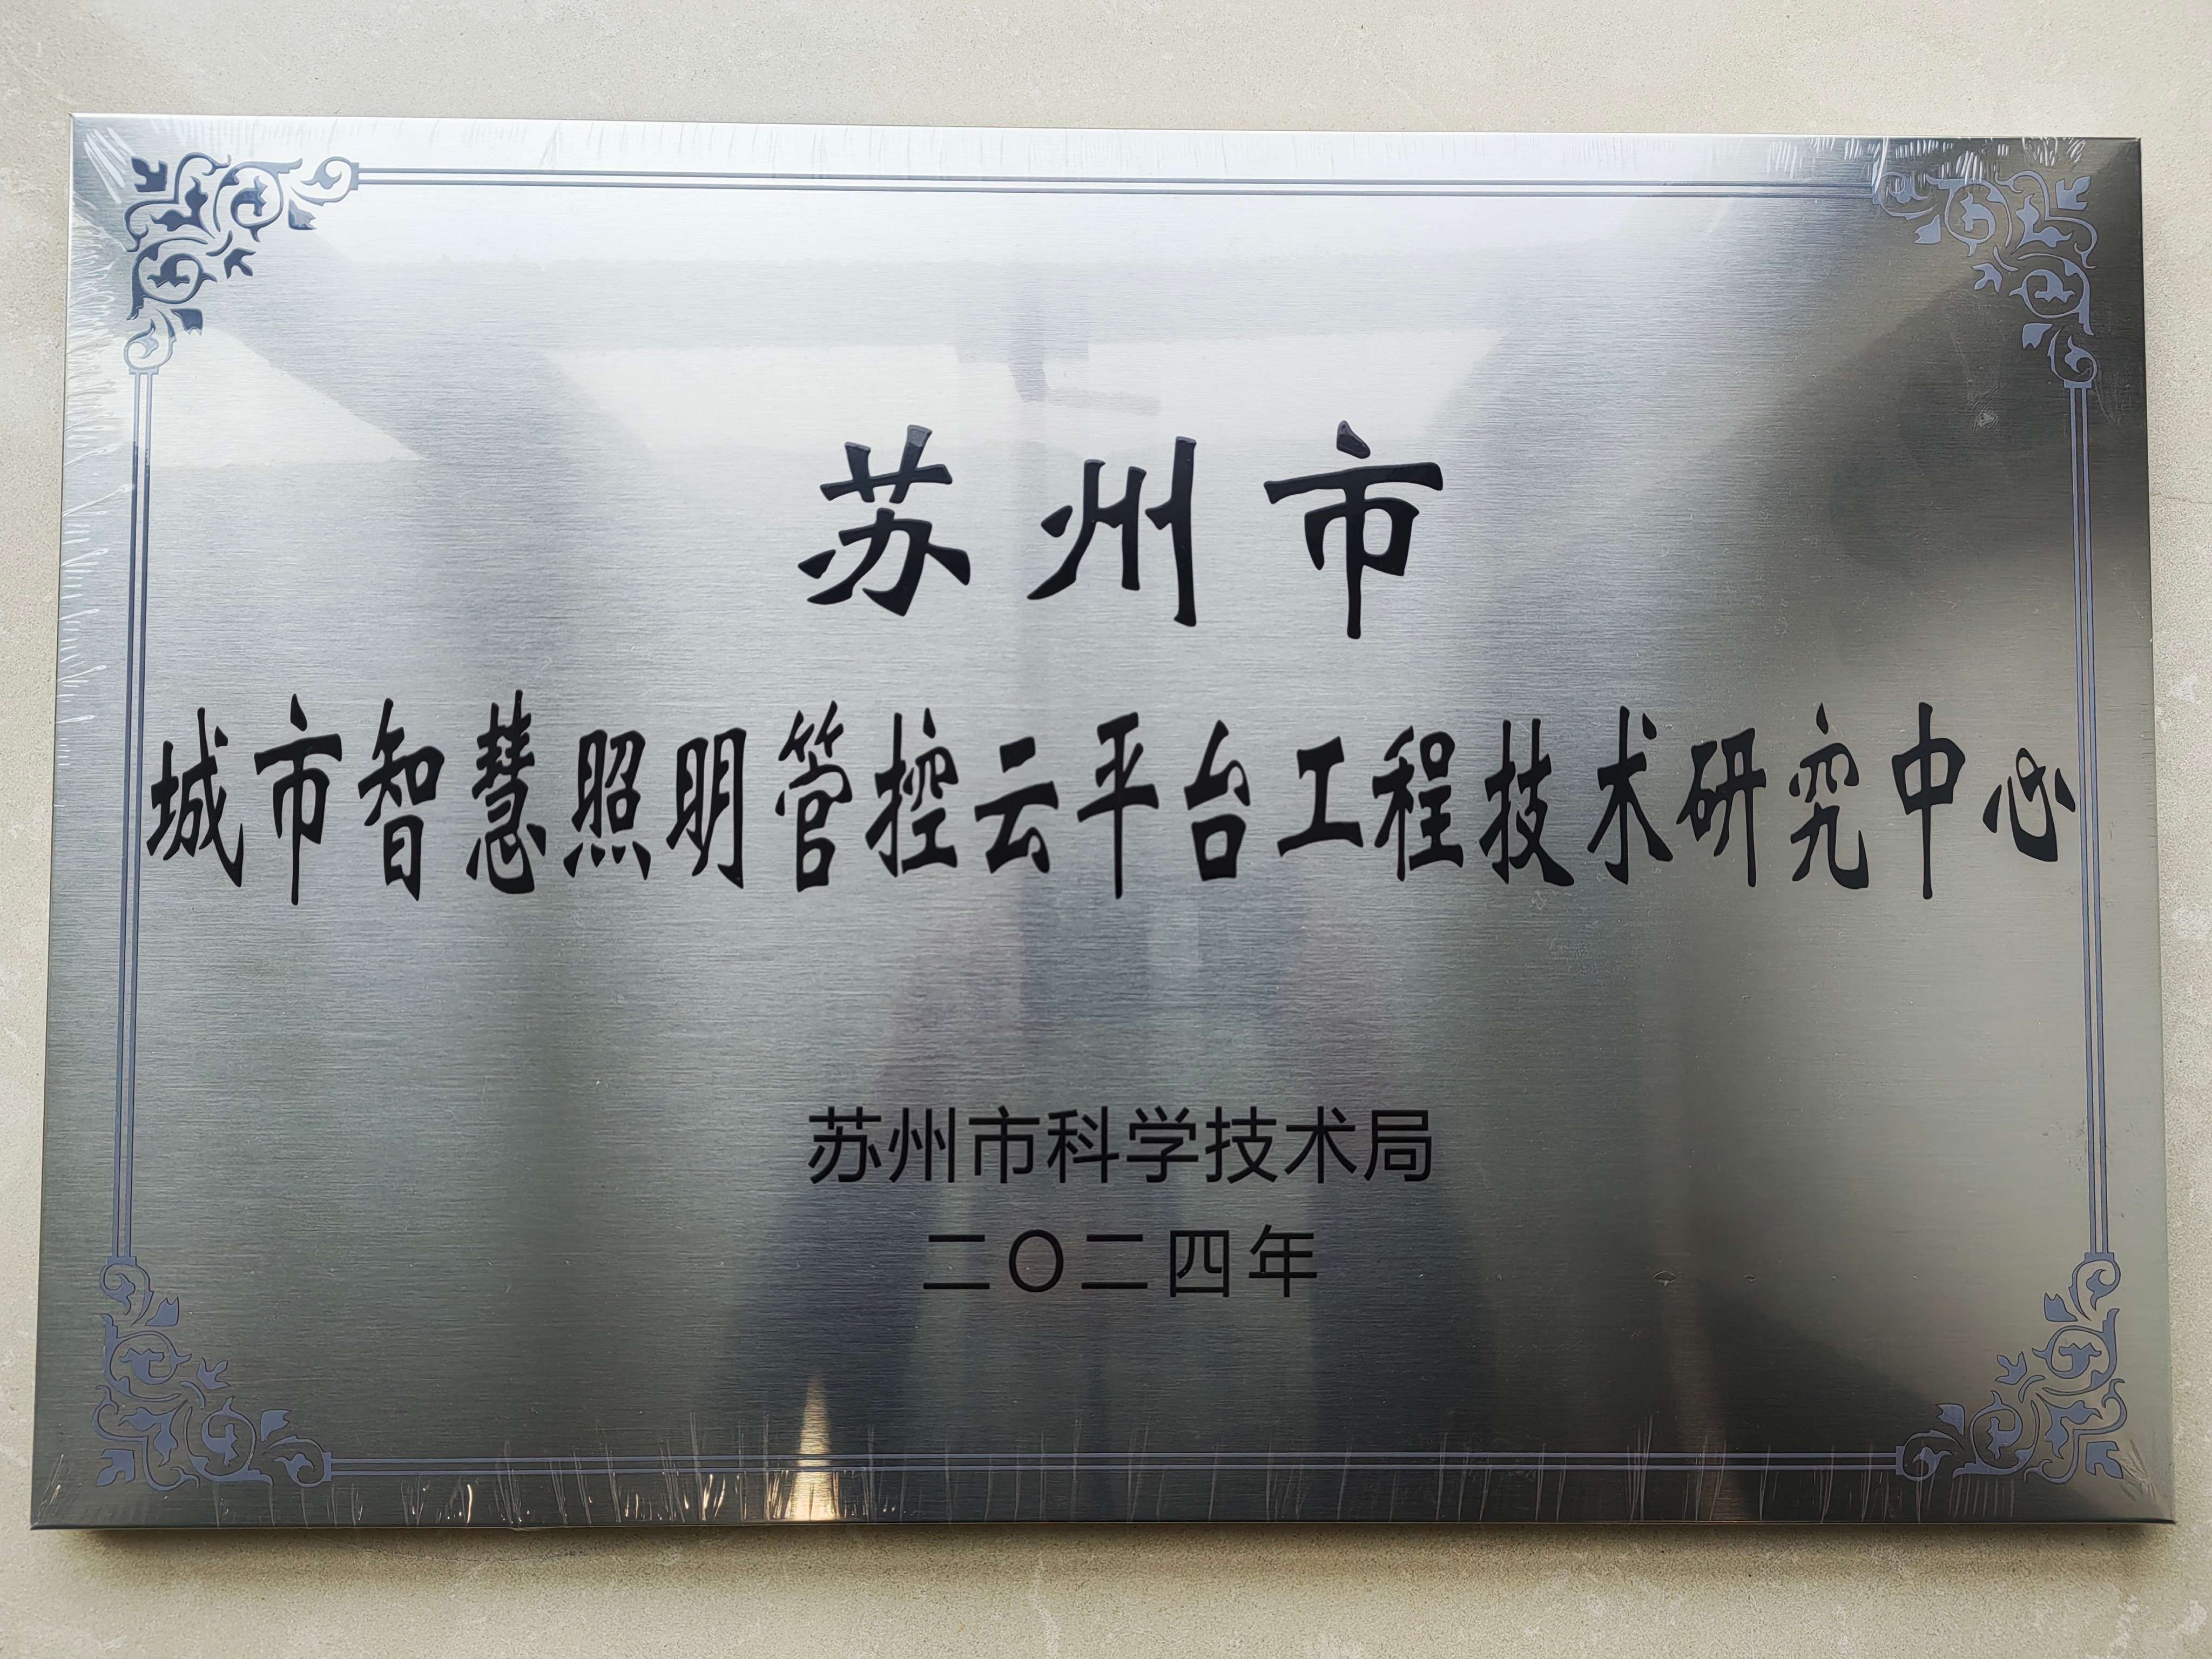 苏州市
城市智慧照明管控云平台工程技术研究中心
苏州市科学技术局
二〇二四年